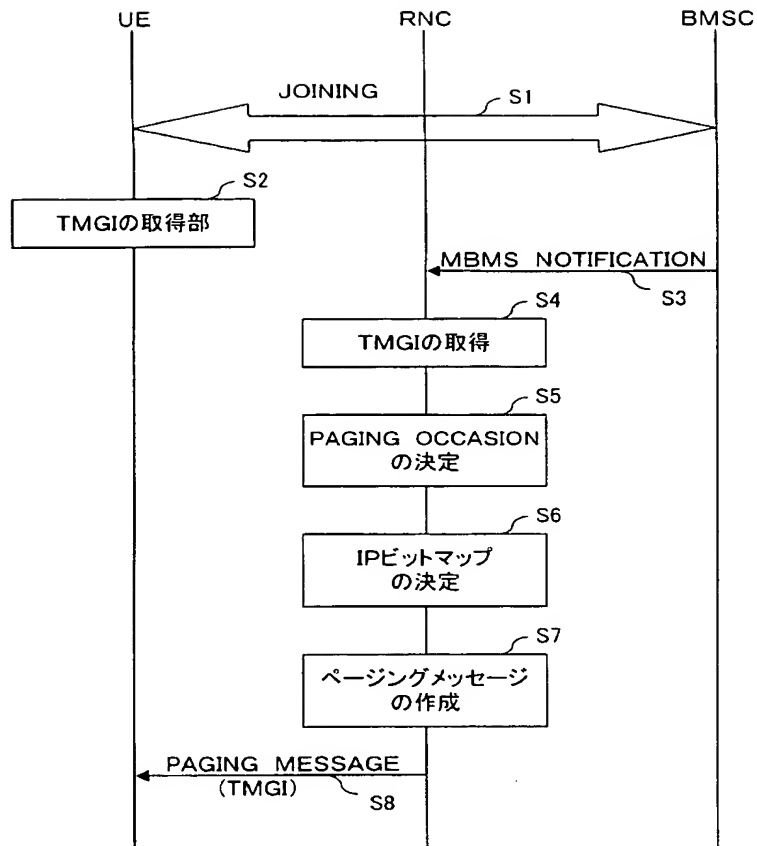 UE
RNC
BMSC
JOINING
S1
S2
TMGIの取得部
MBMS NOTIFICATION
S3
S4
TMGIの取得
S5
PAGING OCCASION
の決定
S6
IPビットマップ
の決定
S7
ページングメッセージ
の作成
PAGING MESSAGE
(TMGI)
S8